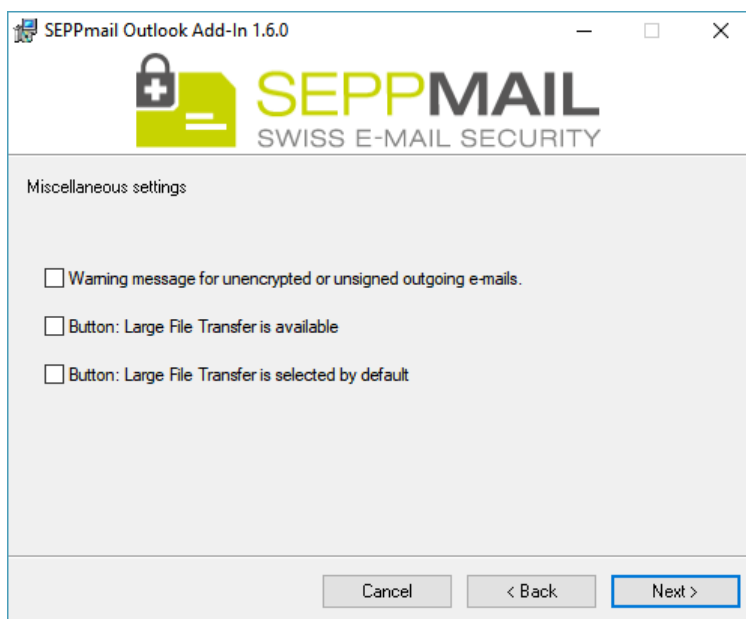 SEPPmail Outlook Add-In 1.6.0
SEPPMAIL
SWISS E-MAIL SECURITY
Miscellaneous settings
Warning message for unencrypted or unsigned outgoing e-mails.
Button: Large File Transfer is available
Button: Large File Transfer is selected by default
Cancel
< Back
Next >